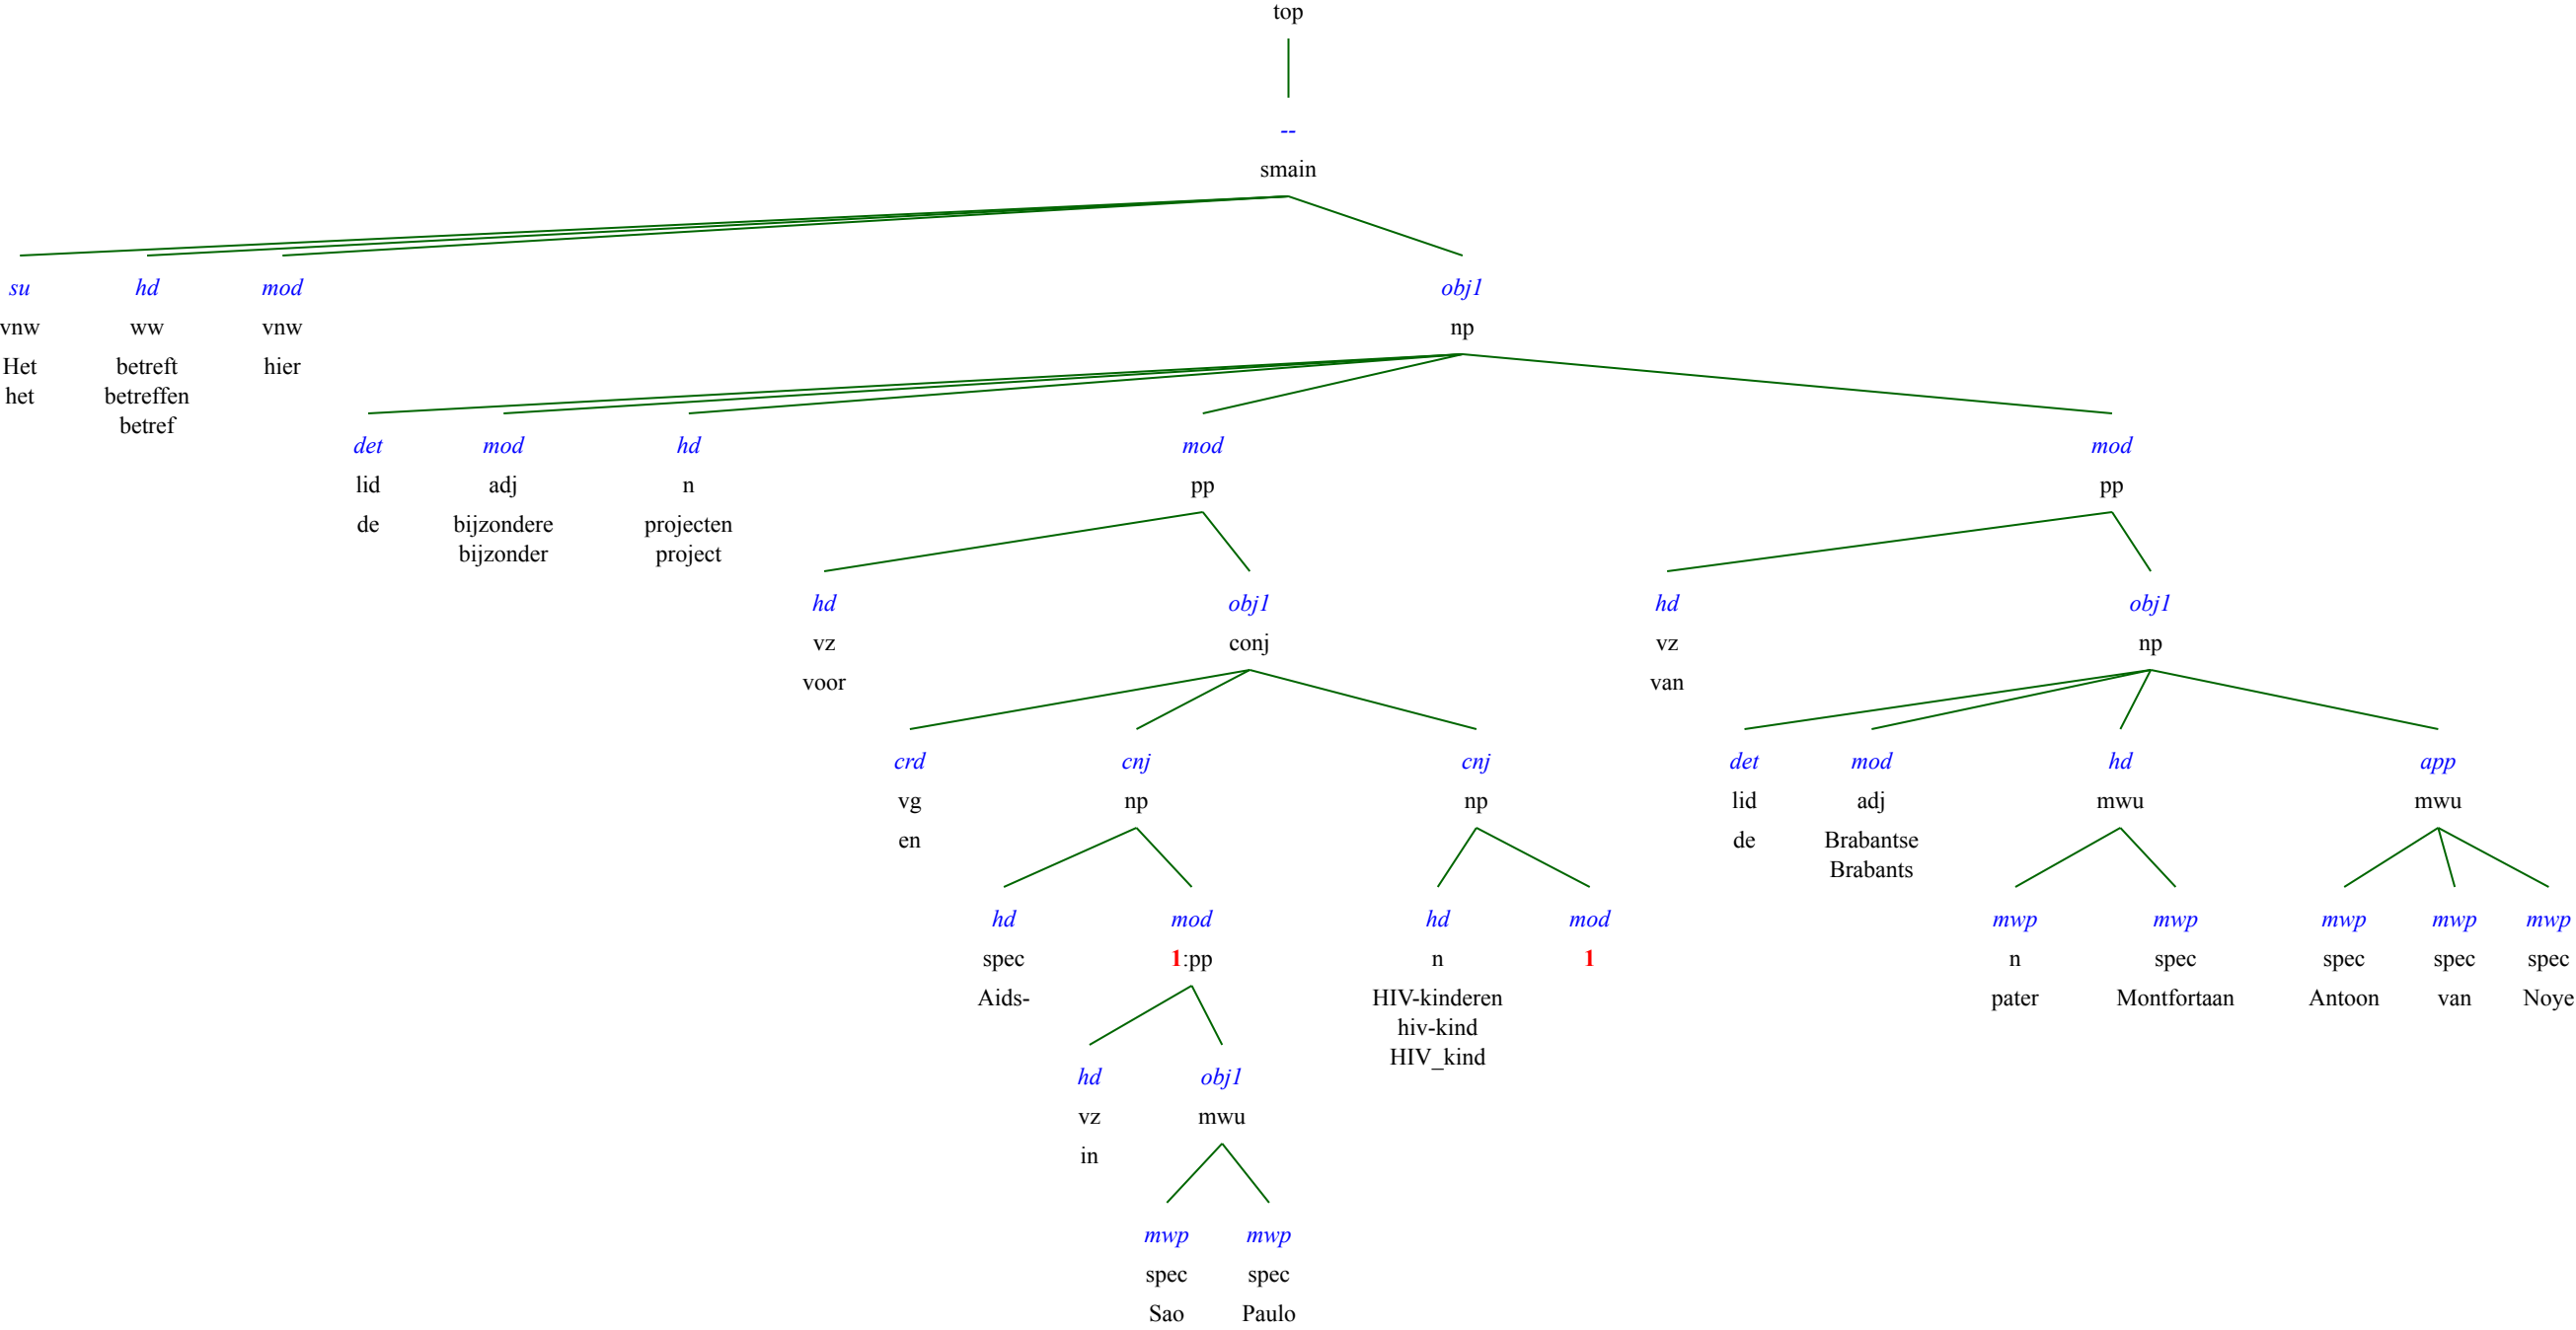 top
--
smain
su hd mod obj1
vnw ww vnw np
Het betreft hier
het betreffen
betref
det mod hd mod mod
lid adj n pp pp
de bijzondere projecten
bijzonder project
hd obj1 hd obj1
vz conj vz np
voor van
crd cnj cnj det mod hd app
vg np np lid adj mwu mwu
en de Brabantse
Brabants
hd mod hd mod mwp mwp mwp mwp mwp
spec 1:pp n 1 n spec spec spec spec
Aids- HIV-kinderen pater Montfortaan Antoon van Noye
hiv-kind
HIV_kind
hd obj1
vz mwu
in
mwp mwp
spec spec
Sao Paulo